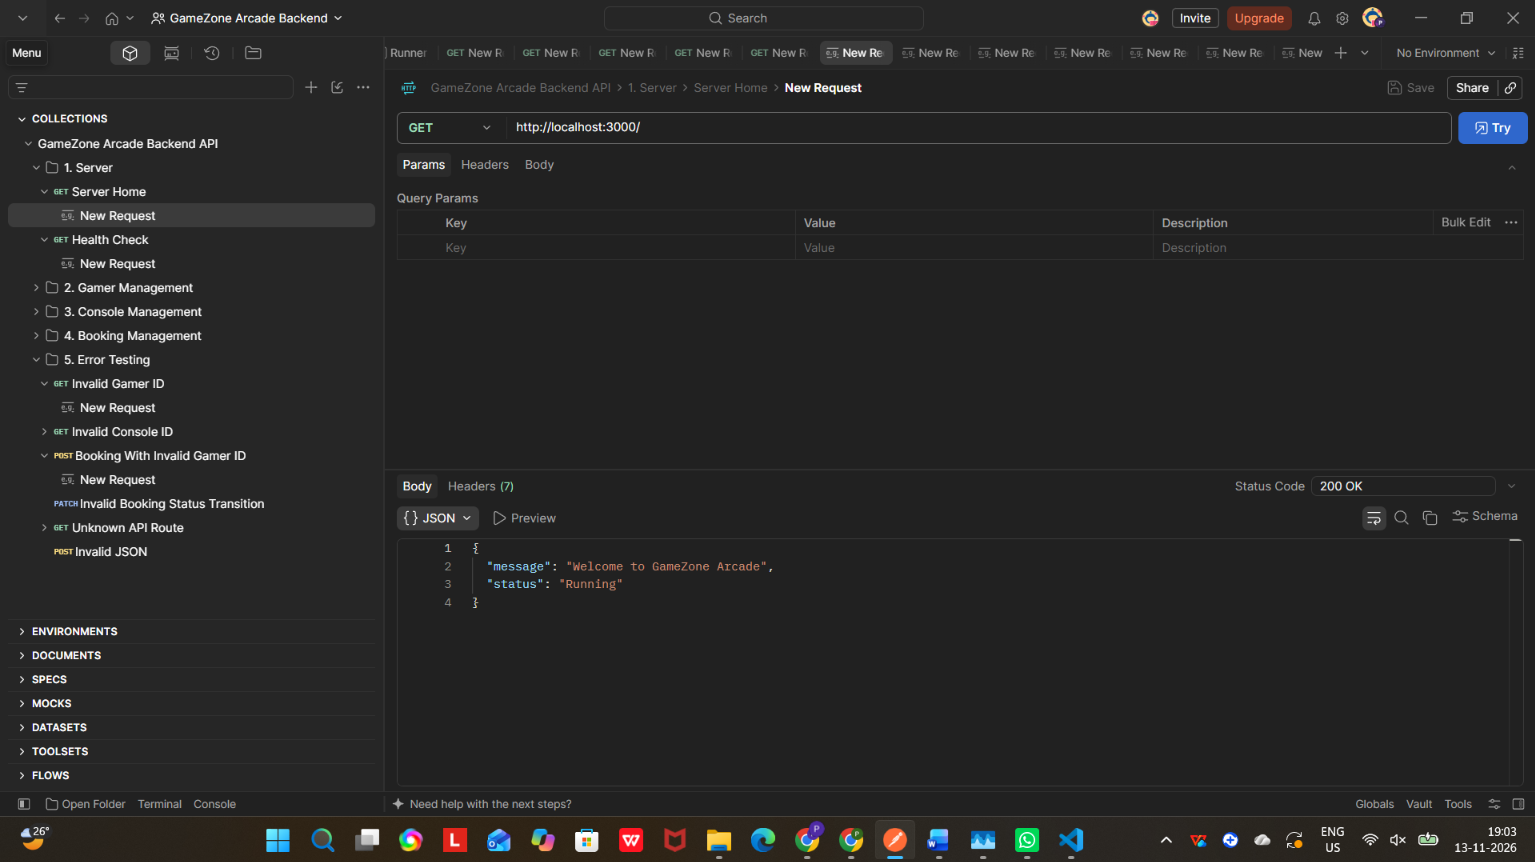 GameZone Arcade Backend
Search
Invite
Upgrade
Menu
Runner
GET New R
GET New R
GET New R
GET New R
GET New R
New Re
New Re
New Re
New Re
New Re
New Re
New
No Environment
GameZone Arcade Backend API > 1. Server > Server Home > New Request
Save
Share
COLLECTIONS
GameZone Arcade Backend API
1. Server
GET Server Home
New Request
GET Health Check
New Request
2. Gamer Management
3. Console Management
4. Booking Management
5. Error Testing
GET Invalid Gamer ID
New Request
GET Invalid Console ID
POST Booking With Invalid Gamer ID
New Request
PATCH Invalid Booking Status Transition
GET Unknown API Route
POST Invalid JSON
ENVIRONMENTS
DOCUMENTS
SPECS
MOCKS
DATASETS
TOOLSETS
FLOWS
GET
http://localhost:3000/
Try
Params Headers Body
Query Params
Key Value Description Bulk Edit
Key Value Description
Body Headers (7)
Status Code 200 OK
{} JSON Preview
Schema
1 {
2 "message": "Welcome to GameZone Arcade",
3 "status": "Running"
4 }
Open Folder Terminal Console
Need help with the next steps?
Globals Vault Tools
26°
ENG
US
19:03
13-11-2026